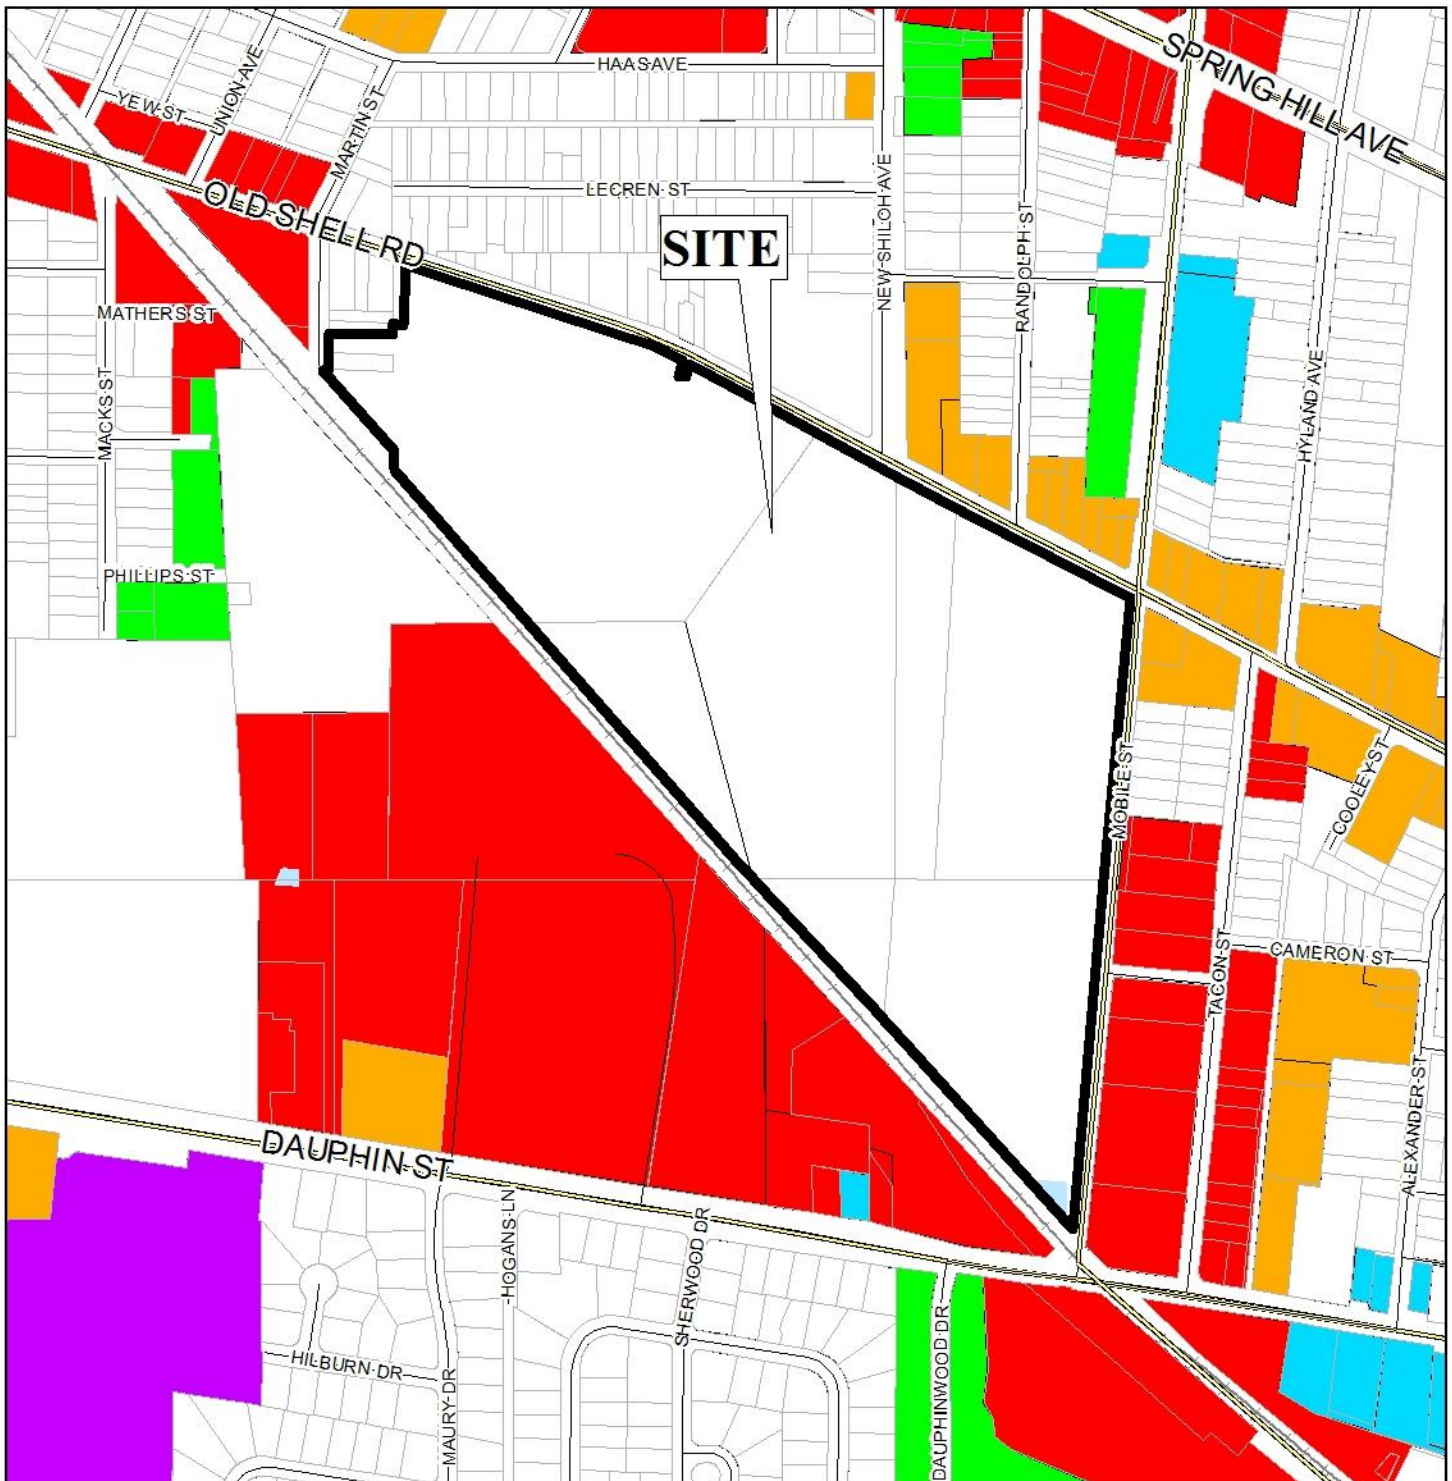 SPRING HILL AVE
HAAS AVE
YEW ST
UNION AVE
MARTIN ST
OLD SHELL RD
LECREN ST
NEW SHILOH AVE
RANDOLPH ST
SITE
MATHERS ST
MACKS ST
HYLAND AVE
PHILLIPS ST
MOBILE ST
COOLEY ST
TACON ST
CAMERON ST
ALEXANDER ST
DAUPHIN ST
HOGANS LN
SHERWOOD DR
DAUPHINWOOD DR
HILBURN DR
MAURY DR